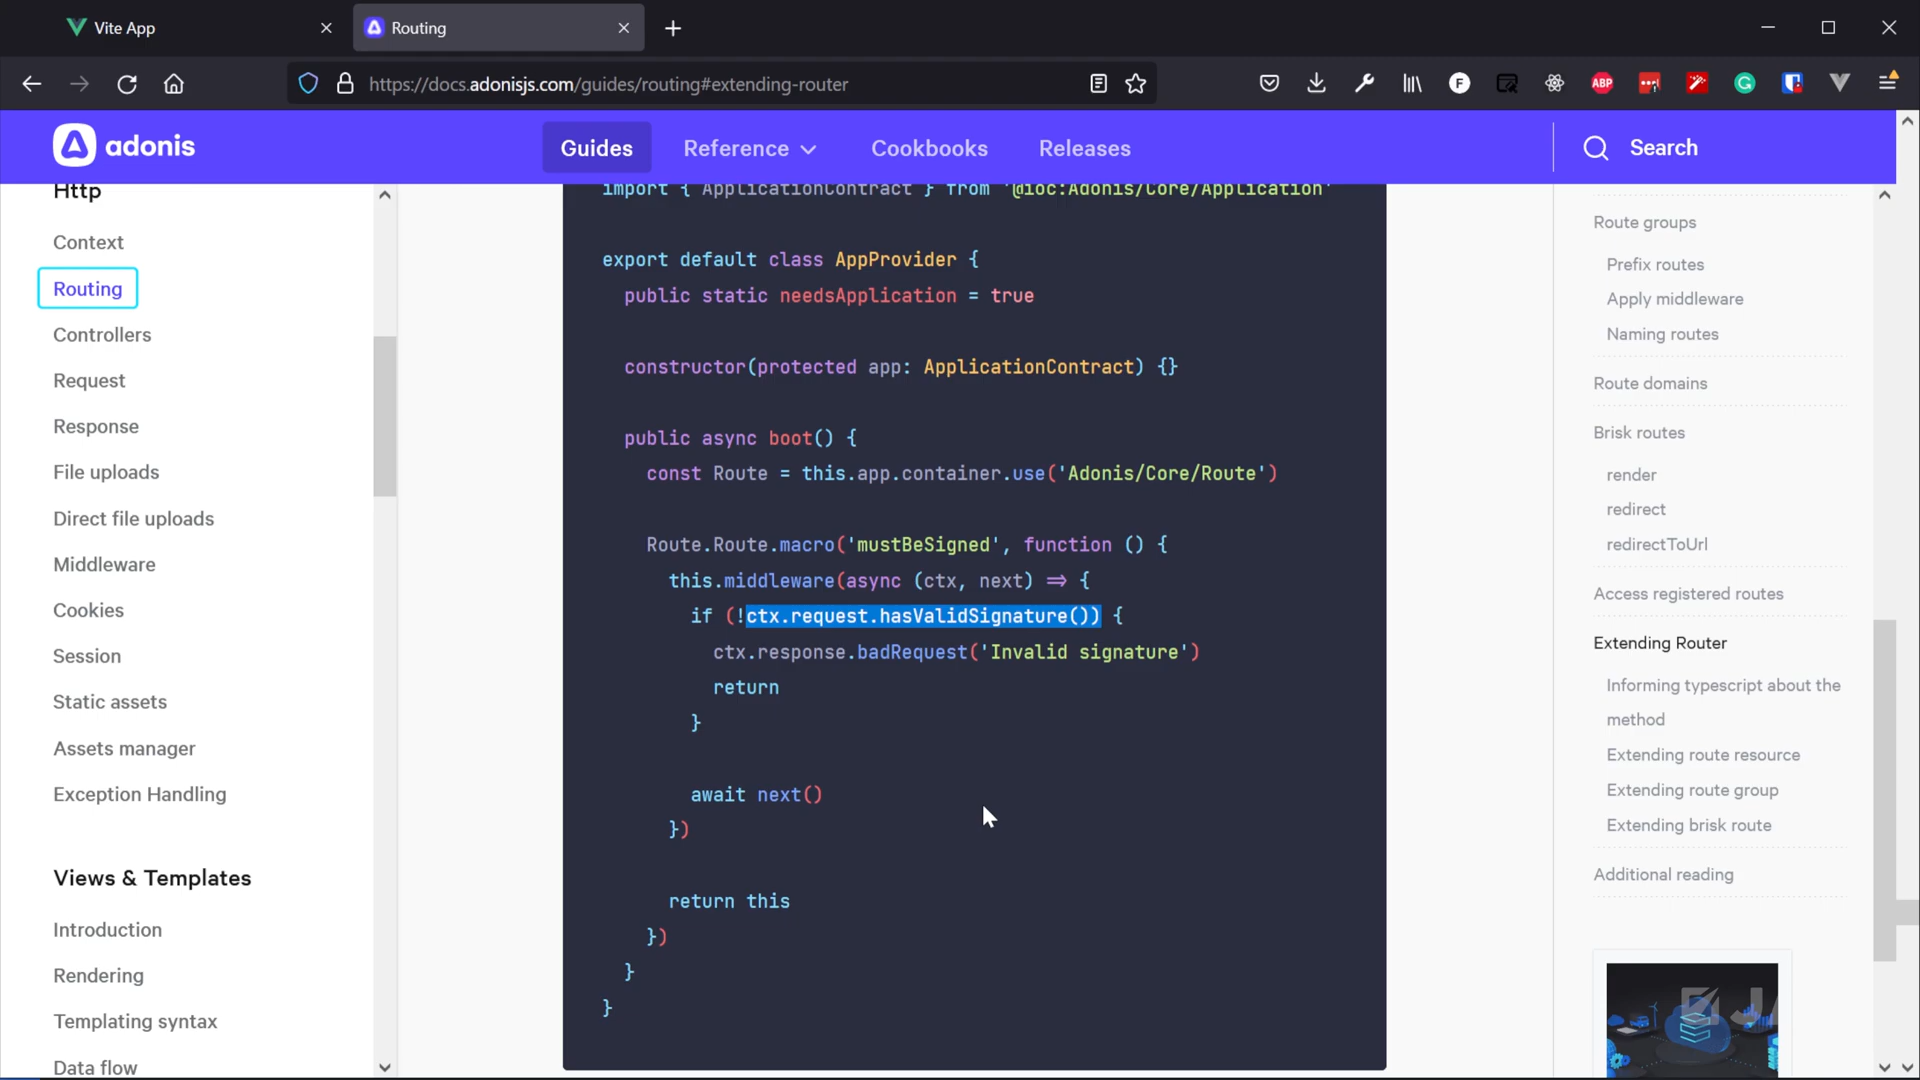 Vite App
Routing
https://docs.adonisjs.com/guides/routing#extending-router
F
ABP
adonis
Guides
Reference
Cookbooks
Releases
Search
Http
Context
Routing
Controllers
Request
Response
File uploads
Direct file uploads
Middleware
Cookies
Session
Static assets
Assets manager
Exception Handling
Views & Templates
Introduction
Rendering
Templating syntax
Data flow
import { ApplicationContract } from '@ioc:Adonis/Core/Application'
export default class AppProvider {
public static needsApplication = true
constructor(protected app: ApplicationContract) {}
public async boot() {
const Route = this.app.container.use('Adonis/Core/Route')
Route.Route.macro('mustBeSigned', function () {
this.middleware(async (ctx, next) => {
if (!ctx.request.hasValidSignature()) {
ctx.response.badRequest('Invalid signature')
return
}
await next()
})
return this
})
}
}
Route groups
Prefix routes
Apply middleware
Naming routes
Route domains
Brisk routes
render
redirect
redirectToUrl
Access registered routes
Extending Router
Informing typescript about the
method
Extending route resource
Extending route group
Extending brisk route
Additional reading